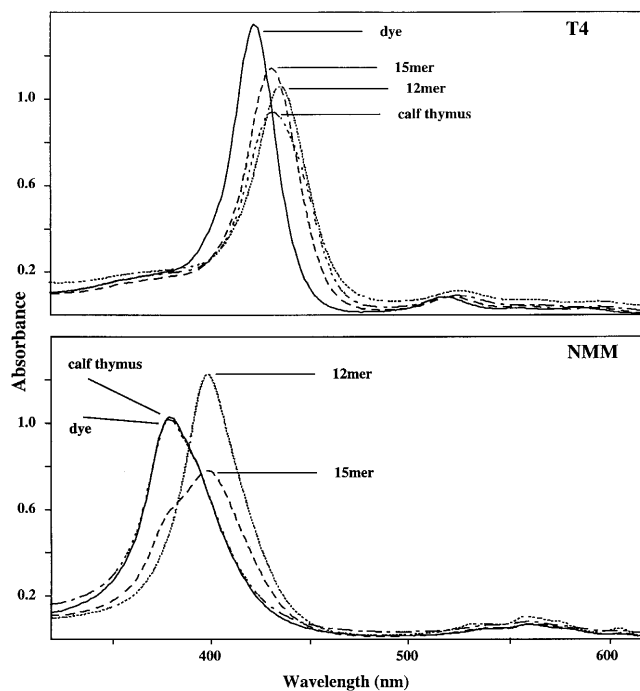 T4
dye
15mer
12mer
calf thymus
1.0
0.6
0.2
Absorbance
NMM
calf thymus
dye
12mer
15mer
1.0
0.6
0.2
400
500
600
Wavelength (nm)